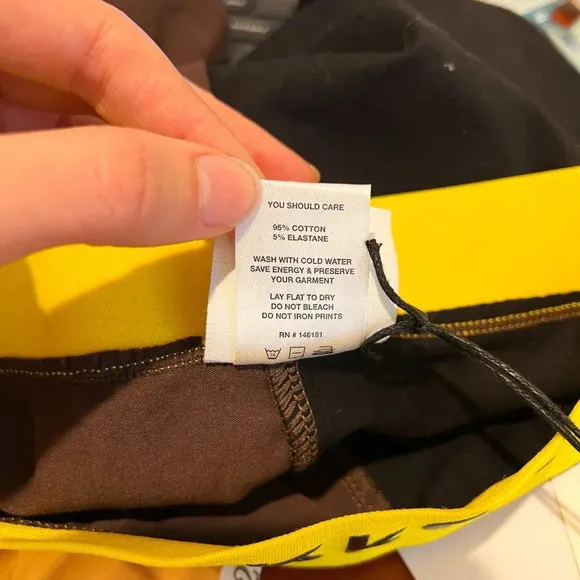 YOU SHOULD CARE
95% COTTON
5% ELASTANE
WASH WITH COLD WATER
SAVE ENERGY & PRESERVE
YOUR GARMENT
LAY FLAT TO DRY
DO NOT BLEACH
DO NOT IRON PRINTS
RN # 146181